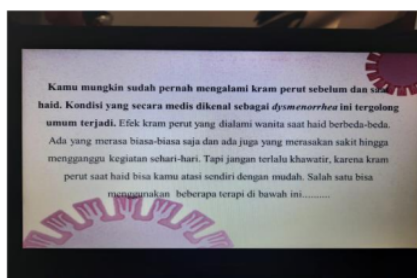 Kamu mungkin sudah pernah mengalami kram perut sebelum dan saat
haid. Kondisi yang secara medis dikenal sebagai dysmenorrhea ini tergolong
umum terjadi. Efek kram perut yang dialami wanita saat haid berbeda-beda.
Ada yang merasa biasa-biasa saja dan ada juga yang merasakan sakit hingga
mengganggu kegiatan sehari-hari. Tapi jangan terlalu khawatir, karena kram
perut saat haid bisa kamu atasi sendiri dengan mudah. Salah satu bisa
menggunakan beberapa terapi di bawah ini..........